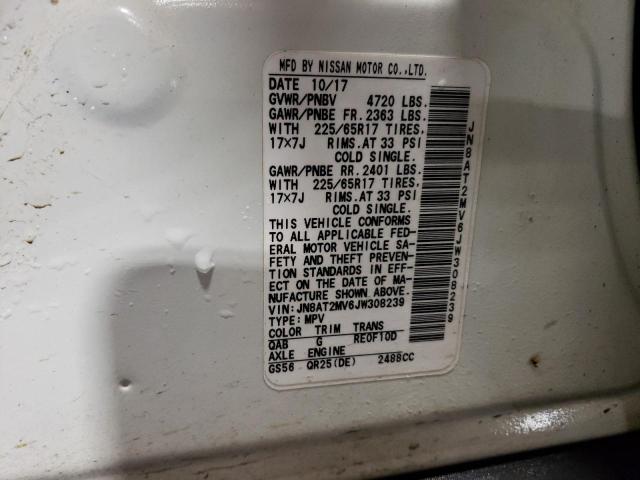 MFD BY NISSAN MOTOR CO.,LTD.
DATE 10/17
GVWR/PNBV 4720 LBS.
GAWR/PNBE FR. 2363 LBS.
WITH 225/65R17 TIRES.
17×7J RIMS.AT 33 PSI
COLD SINGLE.
GAWR/PNBE RR. 2401 LBS.
WITH 225/65R17 TIRES.
17×7J RIMS.AT 33 PSI
COLD SINGLE.
THIS VEHICLE CONFORMS
TO ALL APPLICABLE FED-
ERAL MOTOR VEHICLE SA-
FETY AND THEFT PREVEN-
TION STANDARDS IN EFF-
ECT ON THE DATE OF MA-
NUFACTURE SHOWN ABOVE.
VIN:JN8AT2MV6JW308239
TYPE:MPV
COLOR TRIM TRANS
QAB G RE0F10D
AXLE ENGINE
GS56 QR25(DE) 2488CC
JN8AT2MV6JW308239